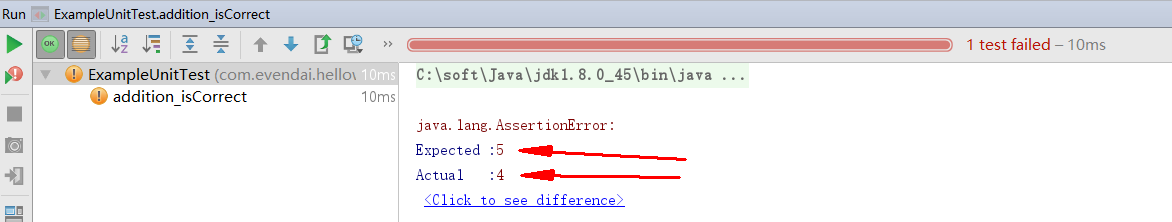 Run ExampleUnitTest.addition_isCorrect
OK
1 test failed – 10ms
ExampleUnitTest (com.evendai.hellov 10ms
addition_isCorrect 10ms
C:\soft\Java\jdk1.8.0_45\bin\java ...
java.lang.AssertionError:
Expected :5
Actual :4
<Click to see difference>